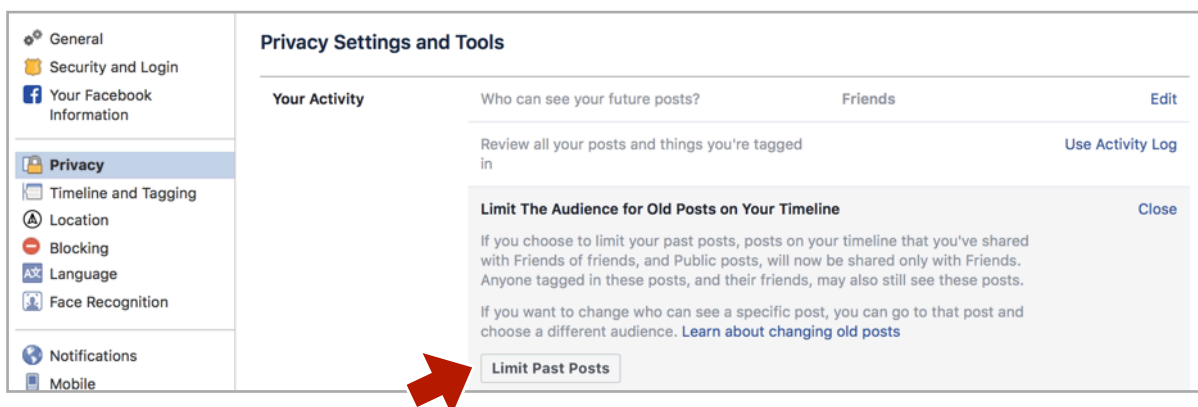 General
Security and Login
Your Facebook
Information
Privacy
Timeline and Tagging
Location
Blocking
Language
Face Recognition
Notifications
Mobile
Privacy Settings and Tools
Your Activity
Who can see your future posts? Friends Edit
Review all your posts and things you're tagged
in
Use Activity Log
Limit The Audience for Old Posts on Your Timeline Close
If you choose to limit your past posts, posts on your timeline that you've shared
with Friends of friends, and Public posts, will now be shared only with Friends.
Anyone tagged in these posts, and their friends, may also still see these posts.
If you want to change who can see a specific post, you can go to that post and
choose a different audience. Learn about changing old posts
Limit Past Posts